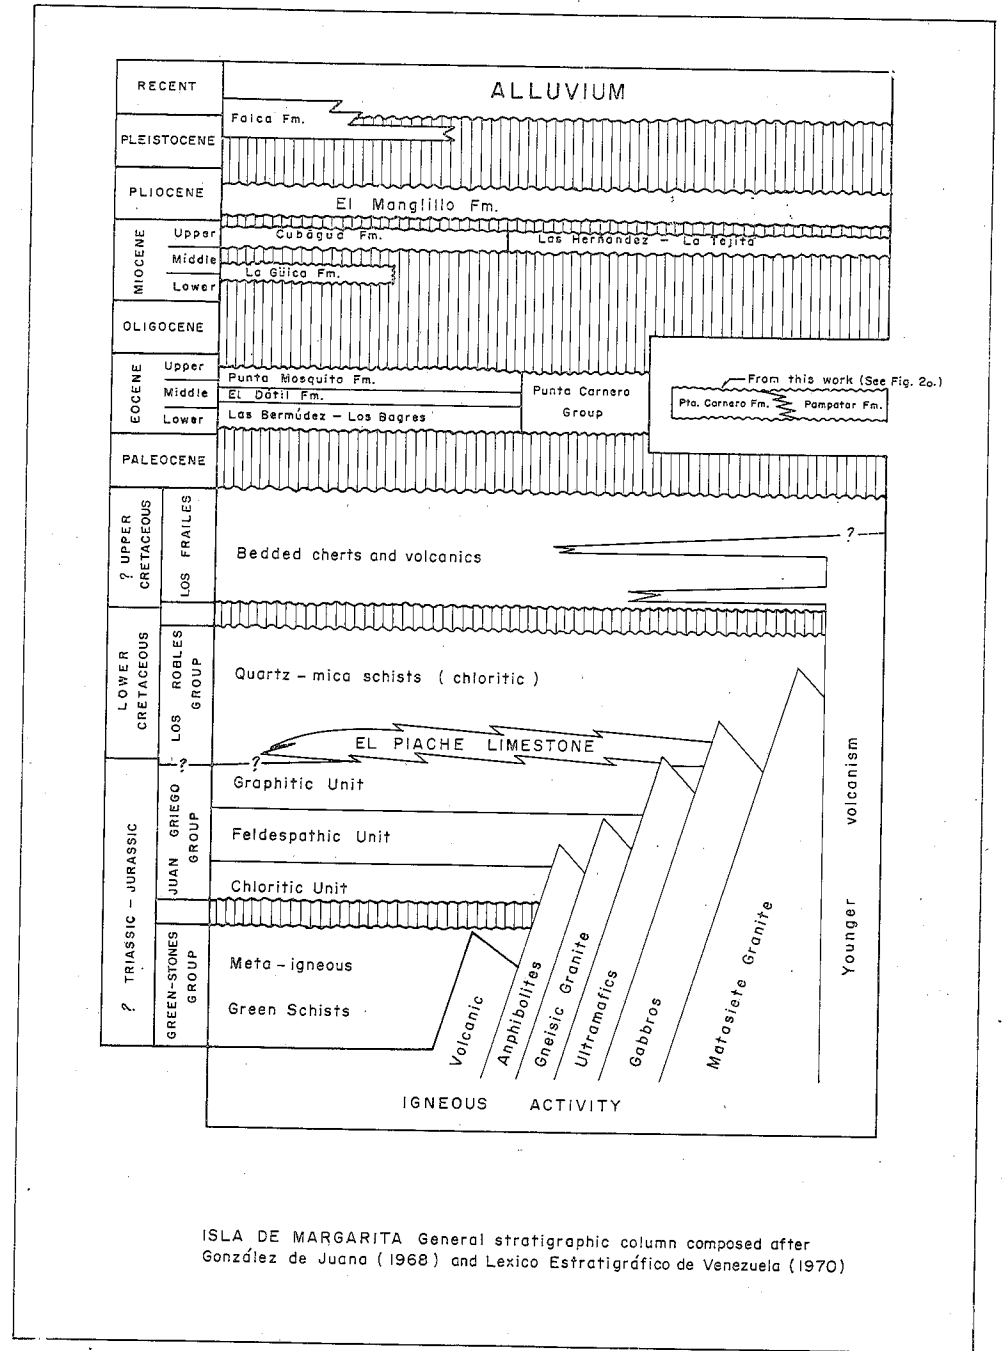 RECENT
ALLUVIUM
Falca Fm.
PLEISTOCENE
PLIOCENE
El Manglillo Fm.
MIOCENE
Upper
Cubagua Fm.
Las Hernández - La Tejita
Middle
La Güica Fm.
Lower
OLIGOCENE
EOCENE
Upper
Punta Mosquito Fm.
Middle
El Dátil Fm.
Lower
Las Bermúdez - Los Bagres
Punta Carnero
Group
From this work (See Fig. 2a.)
Pta. Carnero Fm.
Pampatar Fm.
PALEOCENE
? UPPER
CRETACEOUS
LOS FRAILES
Bedded cherts and volcanics
?
LOWER
CRETACEOUS
LOS ROBLES
GROUP
Quartz - mica schists ( chloritic )
EL PIACHE LIMESTONE
? ?
? TRIASSIC - JURASSIC
JUAN GRIEGO
GROUP
Graphitic Unit
Feldespathic Unit
Chloritic Unit
GREEN-STONES
GROUP
Meta - igneous
Green Schists
Volcanic
Anphibolites
Gneisic Granite
Ultramafics
Gabbros
Matasiete Granite
Younger volcanism
IGNEOUS ACTIVITY
ISLA DE MARGARITA General stratigraphic column composed after
González de Juana ( 1968 ) and Lexico Estratigráfico de Venezuela ( 1970 )